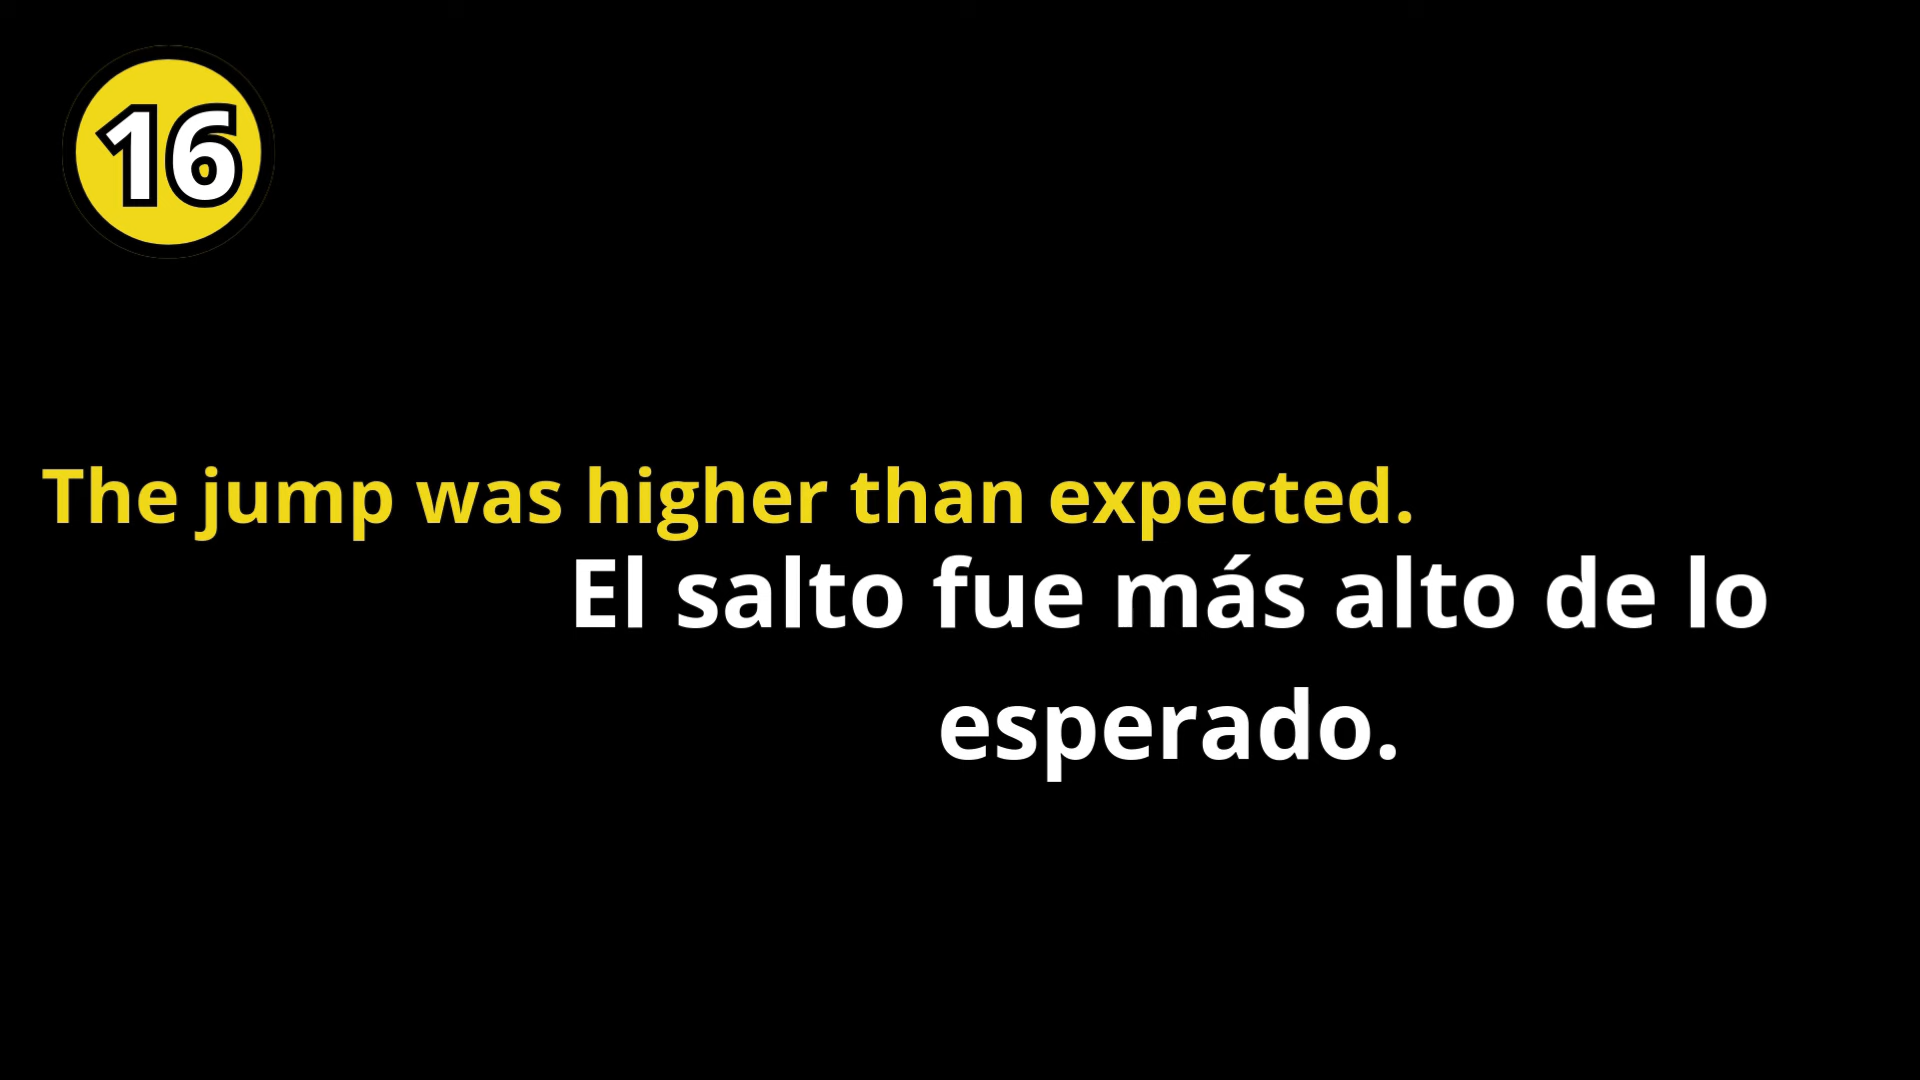 16
The jump was higher than expected.
El salto fue más alto de lo
esperado.